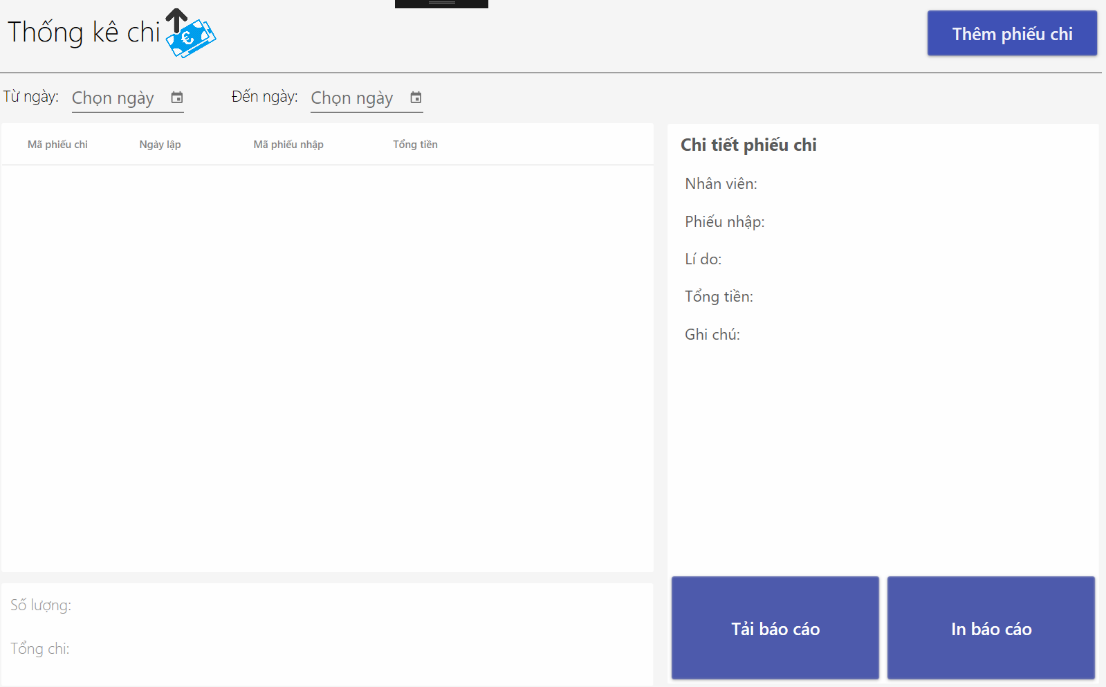 Thống kê chi
Thêm phiếu chi
Từ ngày: Chọn ngày Đến ngày: Chọn ngày
Mã phiếu chi Ngày lập Mã phiếu nhập Tổng tiền
Chi tiết phiếu chi
Nhân viên:
Phiếu nhập:
Lí do:
Tổng tiền:
Ghi chú:
Số lượng:
Tổng chi:
Tải báo cáo
In báo cáo